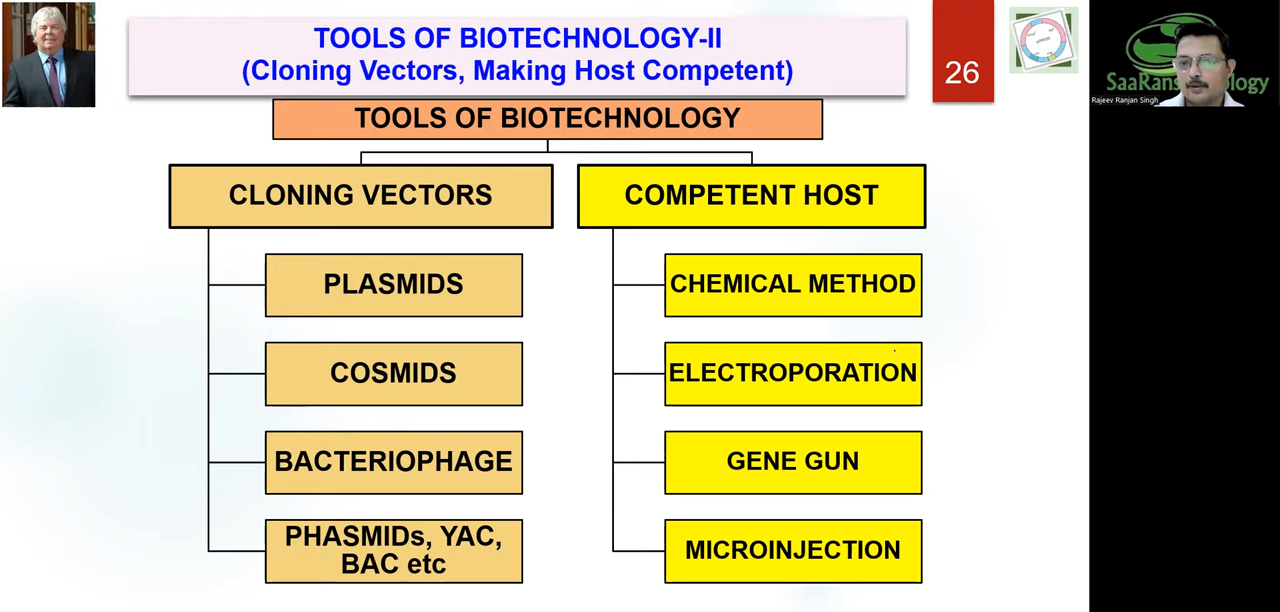 TOOLS OF BIOTECHNOLOGY-II
(Cloning Vectors, Making Host Competent)
26
Rajeev Ranjan Singh
TOOLS OF BIOTECHNOLOGY
CLONING VECTORS
PLASMIDS
COSMIDS
BACTERIOPHAGE
PHASMIDs, YAC,
BAC etc
COMPETENT HOST
CHEMICAL METHOD
ELECTROPORATION
GENE GUN
MICROINJECTION